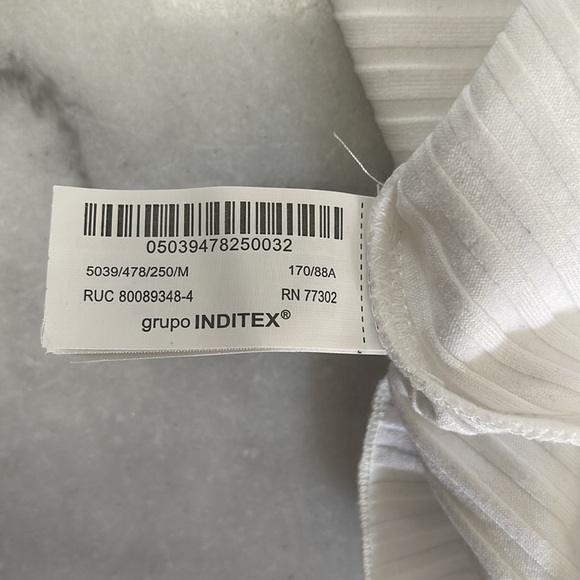 05039478250032
5039/478/250/M 170/88A
RUC 80089348-4 RN 77302
grupo INDITEX®